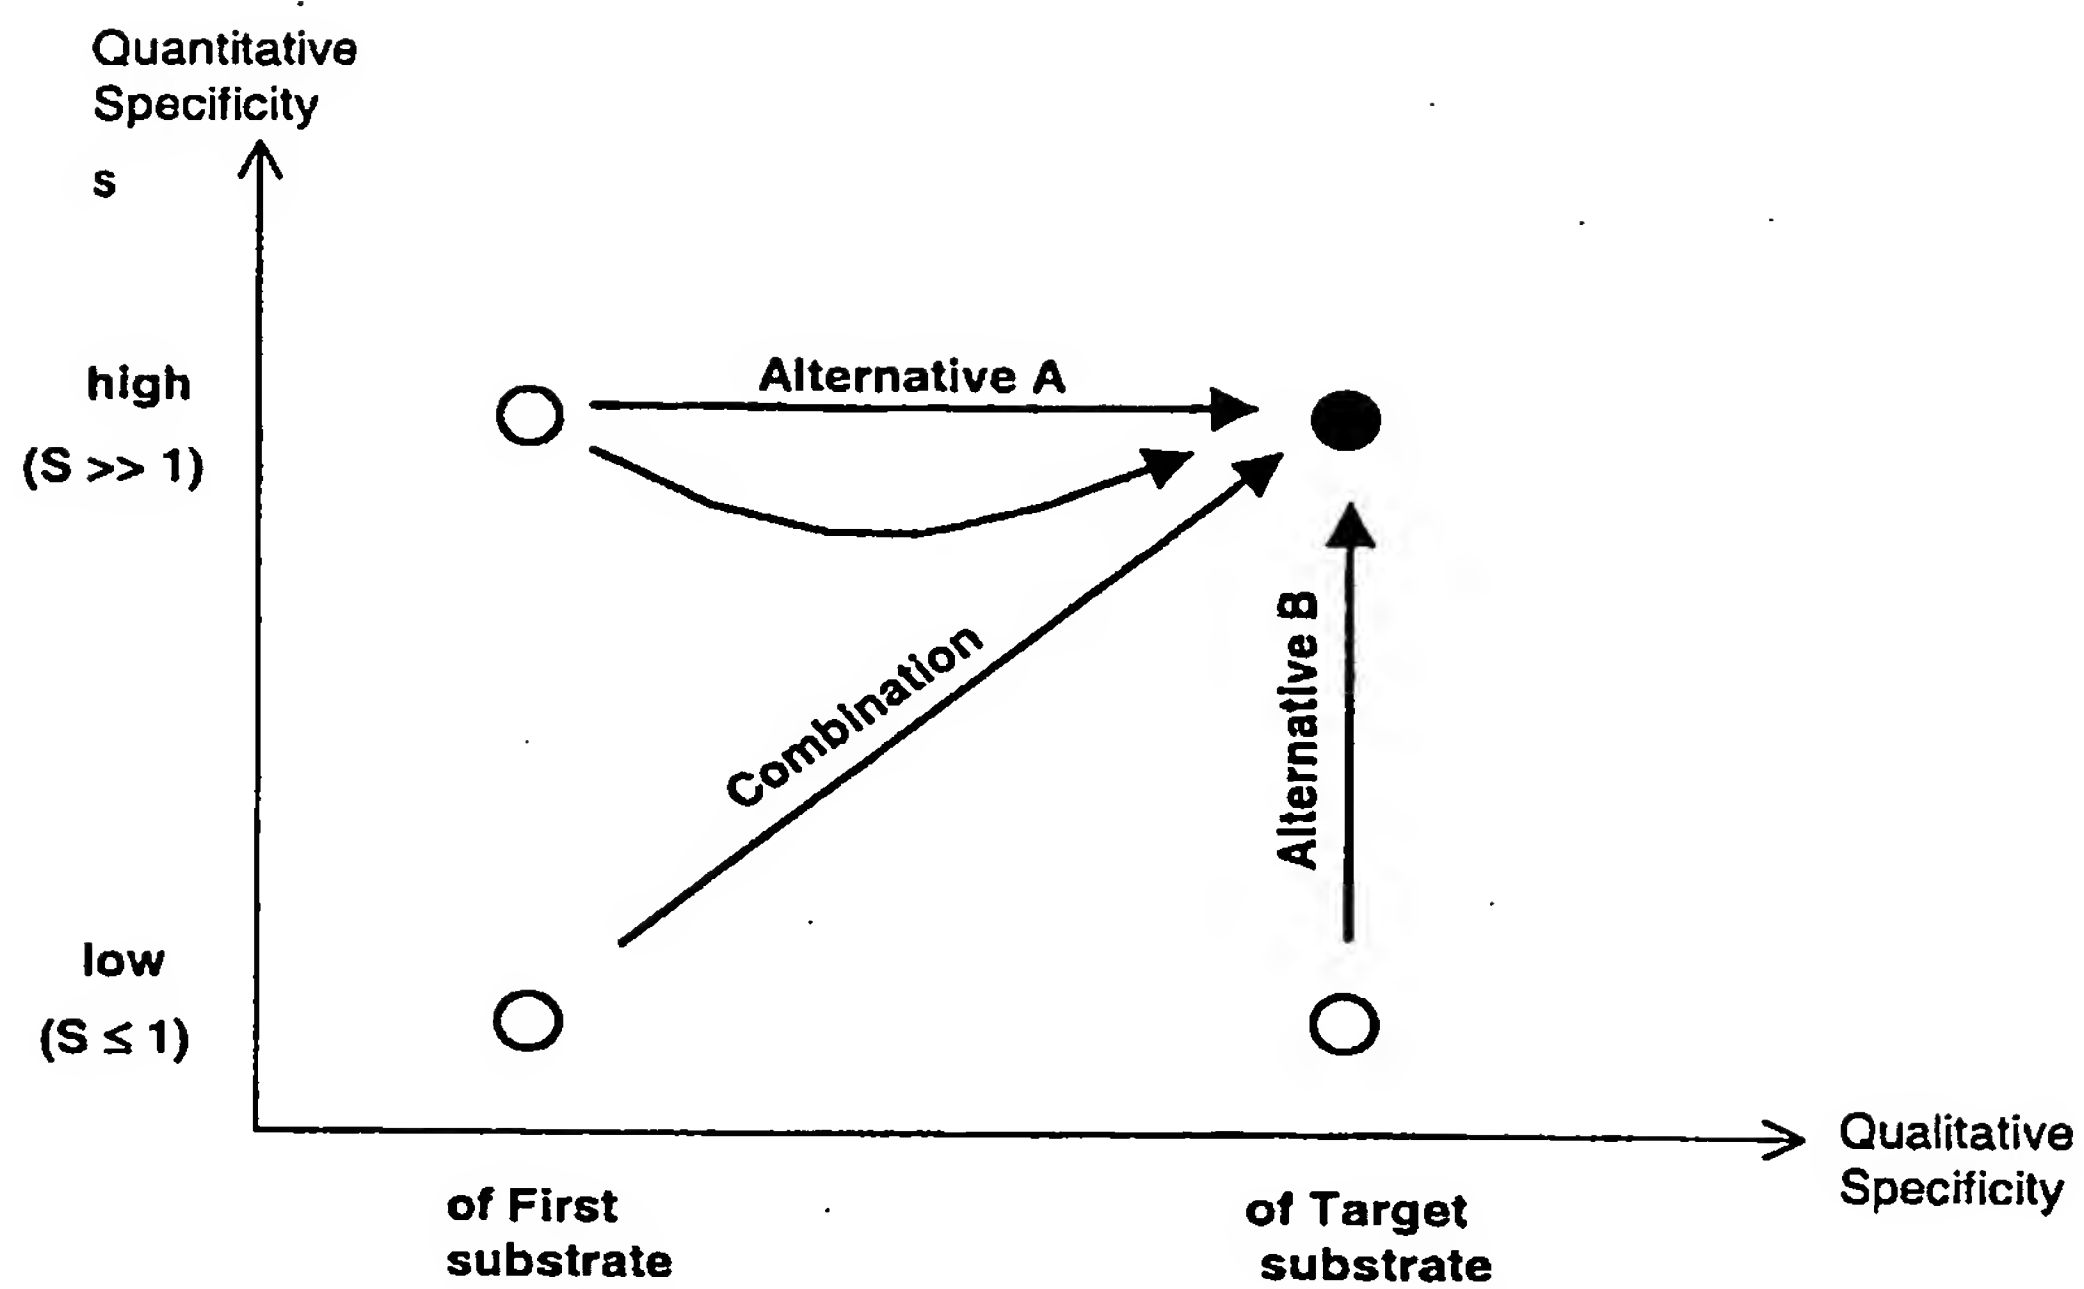 Quantitative
Specificity
s
high
(S >> 1)
Alternative A
Combination
Alternative B
low
(S ≤ 1)
Qualitative
Specificity
of First
substrate
of Target
substrate